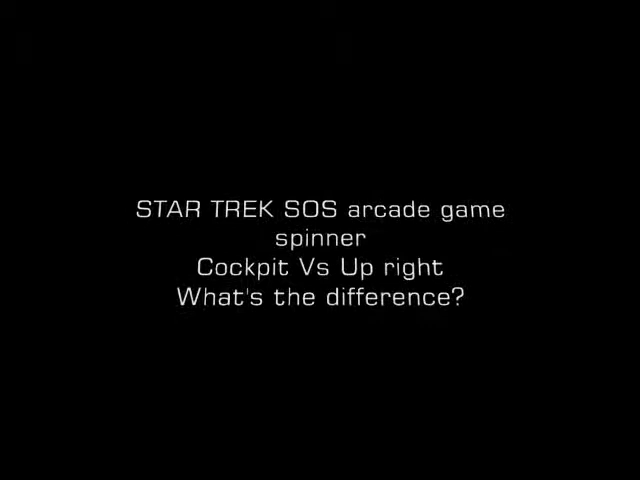 STAR TREK SOS arcade game
spinner
Cockpit Vs Up right
What's the difference?